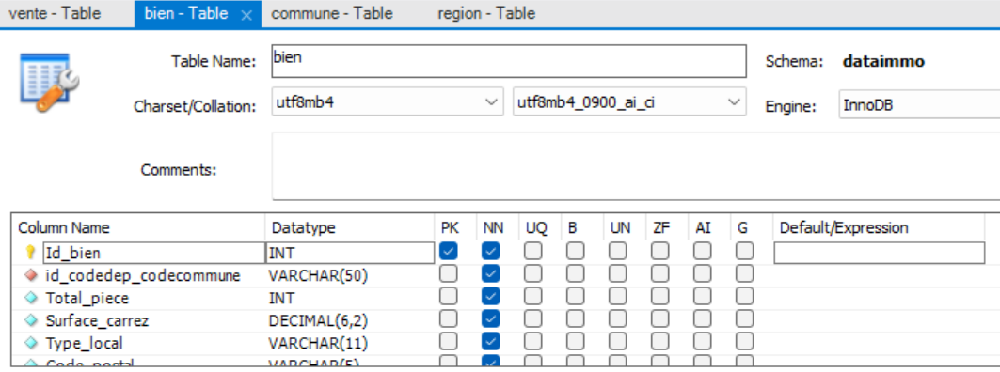 vente - Table bien - Table × commune - Table region - Table
Table Name: bien Schema: dataimmo
Charset/Collation: utf8mb4 utf8mb4_0900_ai_ci Engine: InnoDB
Comments:
Column Name Datatype PK NN UQ B UN ZF AI G Default/Expression
Id_bien INT
id_codedep_codecommune VARCHAR(50)
Total_piece INT
Surface_carrez DECIMAL(6,2)
Type_local VARCHAR(11)
Code_postal VARCHAR(5)